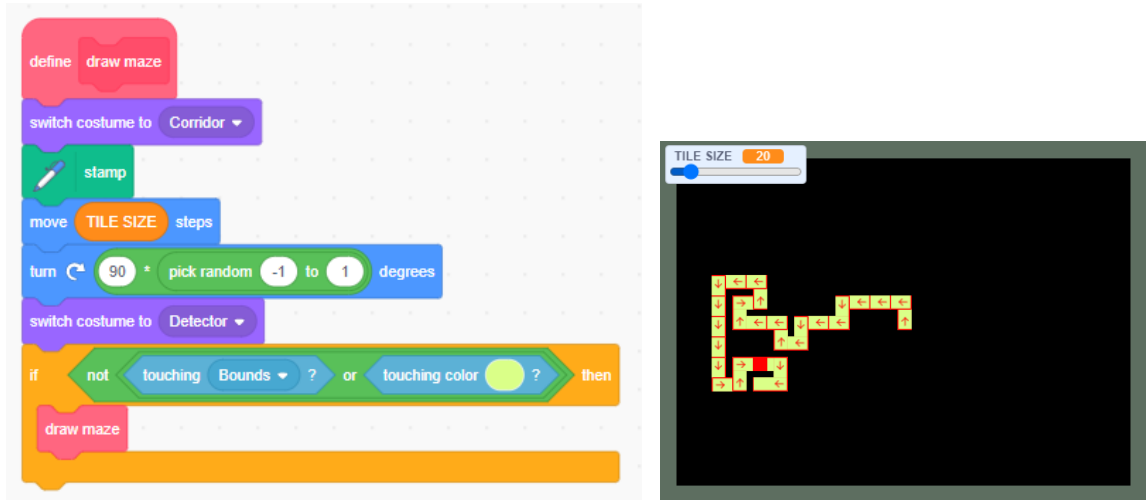 define draw maze
switch costume to Corridor
stamp
move TILE SIZE steps
turn 90 * pick random -1 to 1 degrees
switch costume to Detector
if not touching Bounds ? or touching color ? then
draw maze
TILE SIZE 20